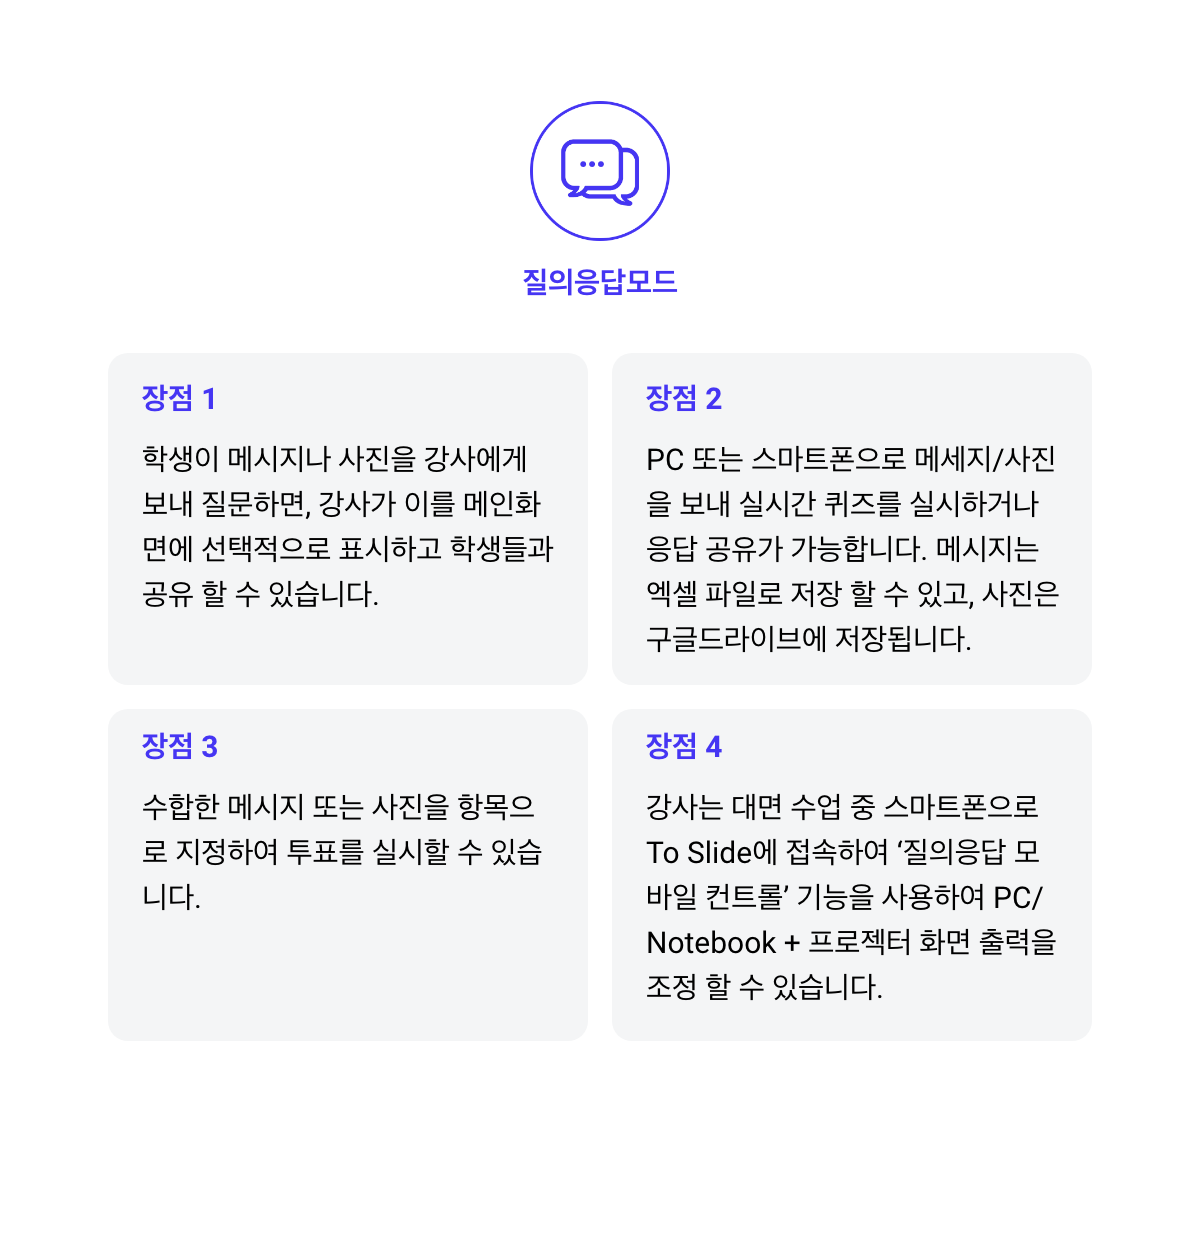 질의응답모드
장점 1
학생이 메시지나 사진을 강사에게
보내 질문하면, 강사가 이를 메인화
면에 선택적으로 표시하고 학생들과
공유 할 수 있습니다.
장점 2
PC 또는 스마트폰으로 메세지/사진
을 보내 실시간 퀴즈를 실시하거나
응답 공유가 가능합니다. 메시지는
엑셀 파일로 저장 할 수 있고, 사진은
구글드라이브에 저장됩니다.
장점 3
수합한 메시지 또는 사진을 항목으
로 지정하여 투표를 실시할 수 있습
니다.
장점 4
강사는 대면 수업 중 스마트폰으로
To Slide에 접속하여 ‘질의응답 모
바일 컨트롤’ 기능을 사용하여 PC/
Notebook + 프로젝터 화면 출력을
조정 할 수 있습니다.